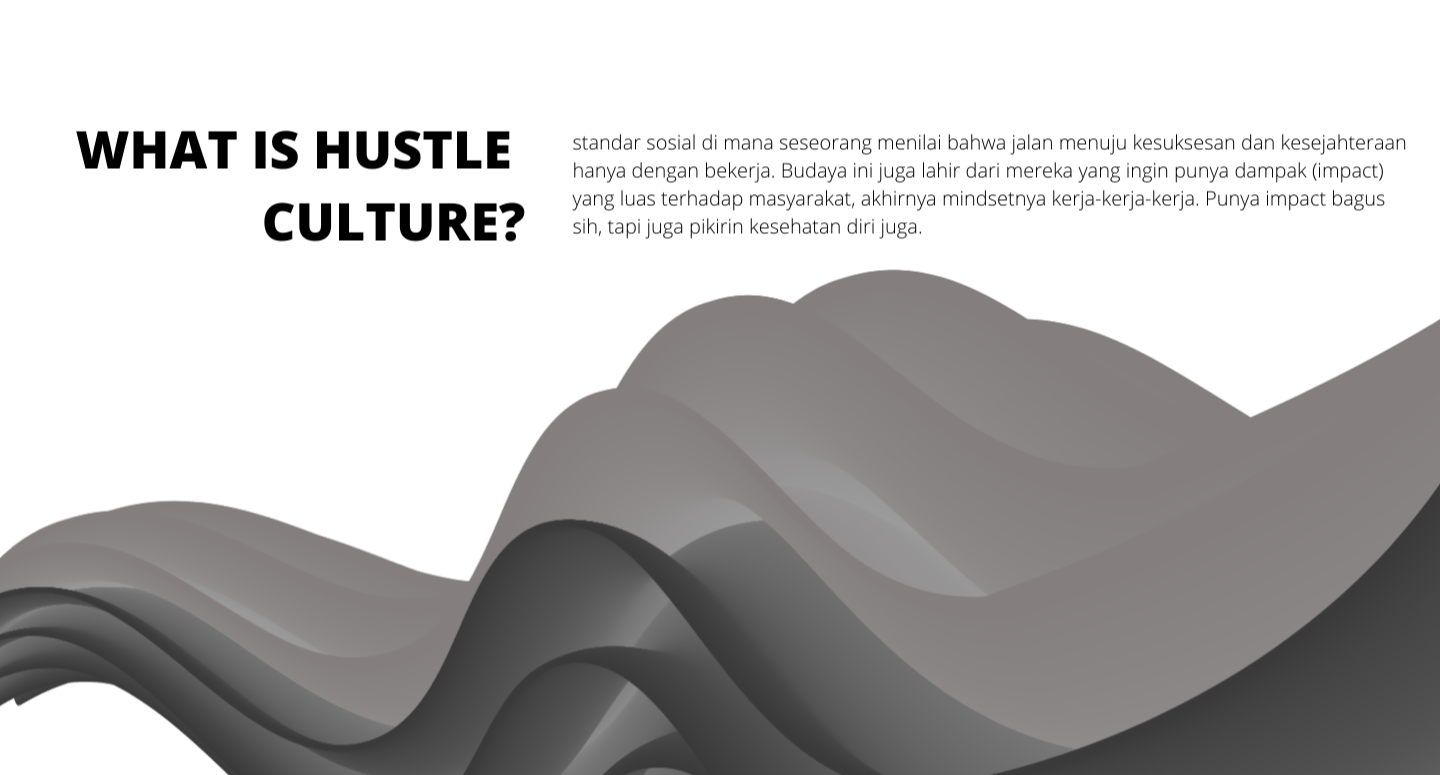 WHAT IS HUSTLE
CULTURE?
standar sosial di mana seseorang menilai bahwa jalan menuju kesuksesan dan kesejahteraan
hanya dengan bekerja. Budaya ini juga lahir dari mereka yang ingin punya dampak (impact)
yang luas terhadap masyarakat, akhirnya mindsetnya kerja-kerja-kerja. Punya impact bagus
sih, tapi juga pikirin kesehatan diri juga.